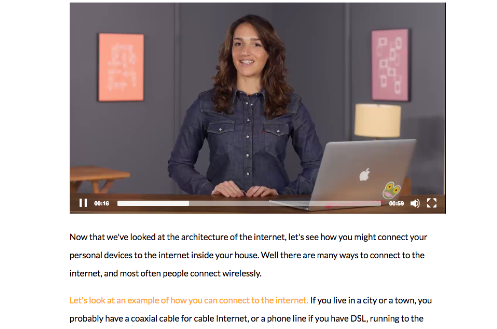 00:16
00:59
Now that we've looked at the architecture of the internet, let's see how you might connect your
personal devices to the internet inside your house. Well there are many ways to connect to the
internet, and most often people connect wirelessly.
Let's look at an example of how you can connect to the internet. If you live in a city or a town, you
probably have a coaxial cable for cable Internet, or a phone line if you have DSL, running to the